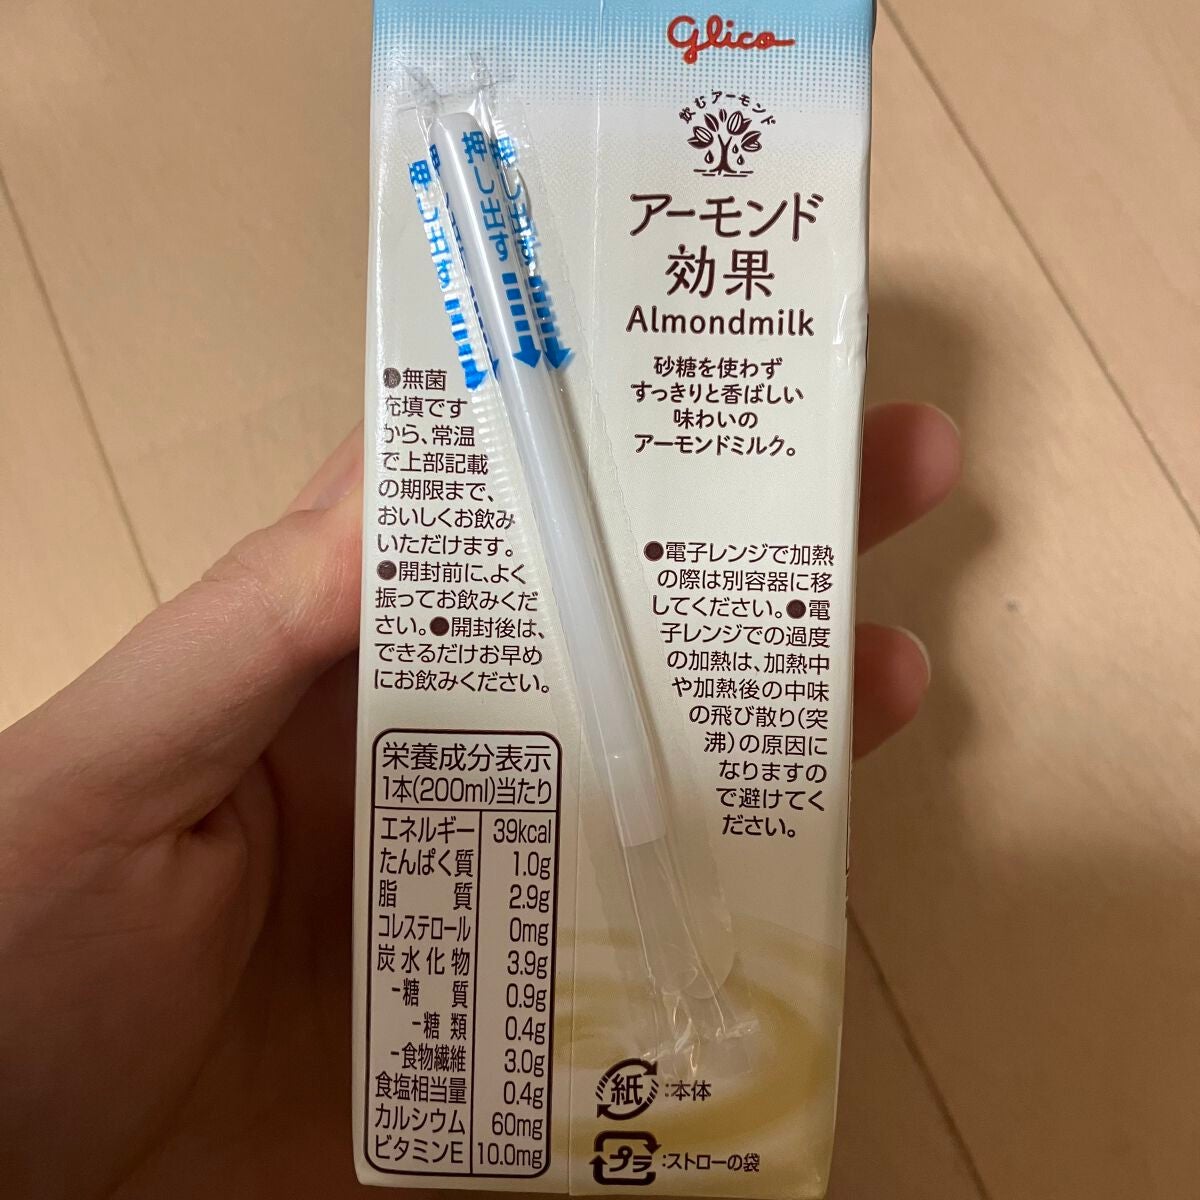 glico
飲むアーモンド
アーモンド
効果
Almondmilk
砂糖を使わず
すっきりと香ばしい
味わいの
アーモンドミルク。
押し出す
押し出す
押し出す
●無菌
充填です
から、常温
で上部記載
の期限まで、
おいしくお飲み
いただけます。
●開封前に、よく
振ってお飲みくだ
さい。●開封後は、
できるだけお早め
にお飲みください。
●電子レンジで加熱
の際は別容器に移
してください。●電
子レンジでの過度
の加熱は、加熱中
や加熱後の中味
の飛び散り(突
沸)の原因に
なりますの
で避けてく
ださい。
栄養成分表示
1本(200ml)当たり
エネルギー 39kcal
たんぱく質 1.0g
脂質 2.9g
コレステロール 0mg
炭水化物 3.9g
-糖質 0.9g
-糖類 0.4g
-食物繊維 3.0g
食塩相当量 0.4g
カルシウム 60mg
ビタミンE 10.0mg
紙:本体
プラ:ストローの袋